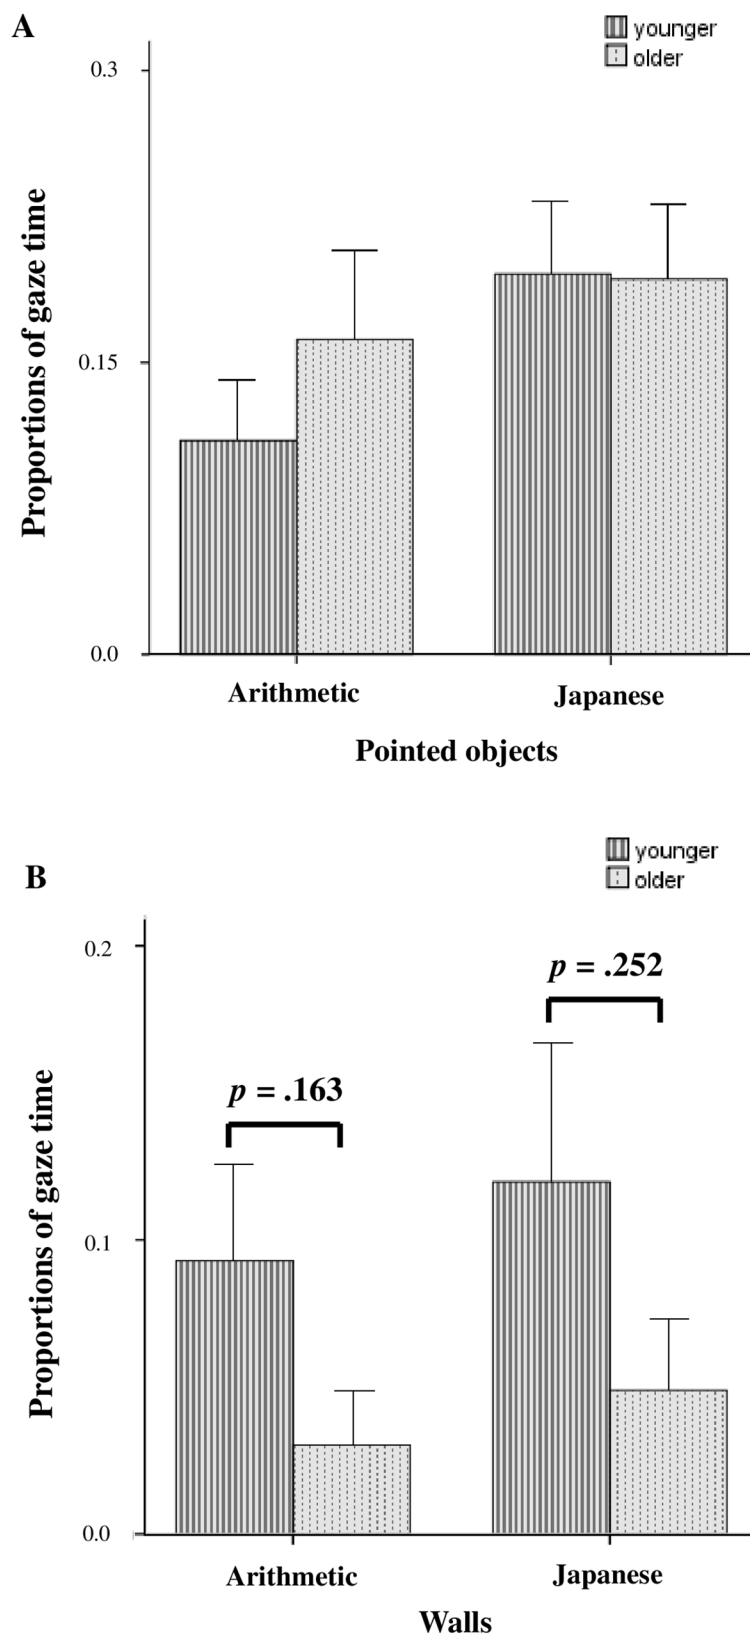 A
younger
older
0.3
0.15
0.0
Proportions of gaze time
Arithmetic
Japanese
Pointed objects
B
younger
older
0.2
0.1
0.0
Proportions of gaze time
p = .252
p = .163
Arithmetic
Japanese
Walls